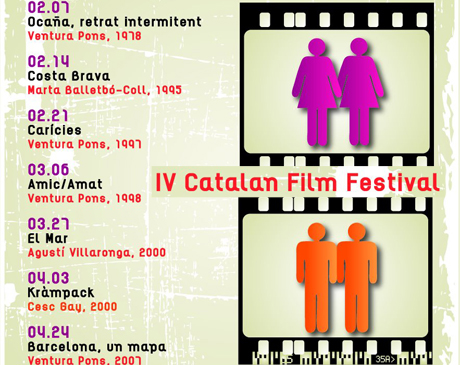 02.07
Ocaña, retrat intermitent
Ventura Pons, 1978
02.14
Costa Brava
Marta Balletbó-Coll, 1995
02.21
Carícies
Ventura Pons, 1997
03.06
Amic/Amat
Ventura Pons, 1998
03.27
El Mar
Agustí Villaronga, 2000
04.03
Kràmpack
Cesc Gay, 2000
04.24
Barcelona, un mapa
Ventura Pons, 2007
IV Catalan Film Festival
5
35A>